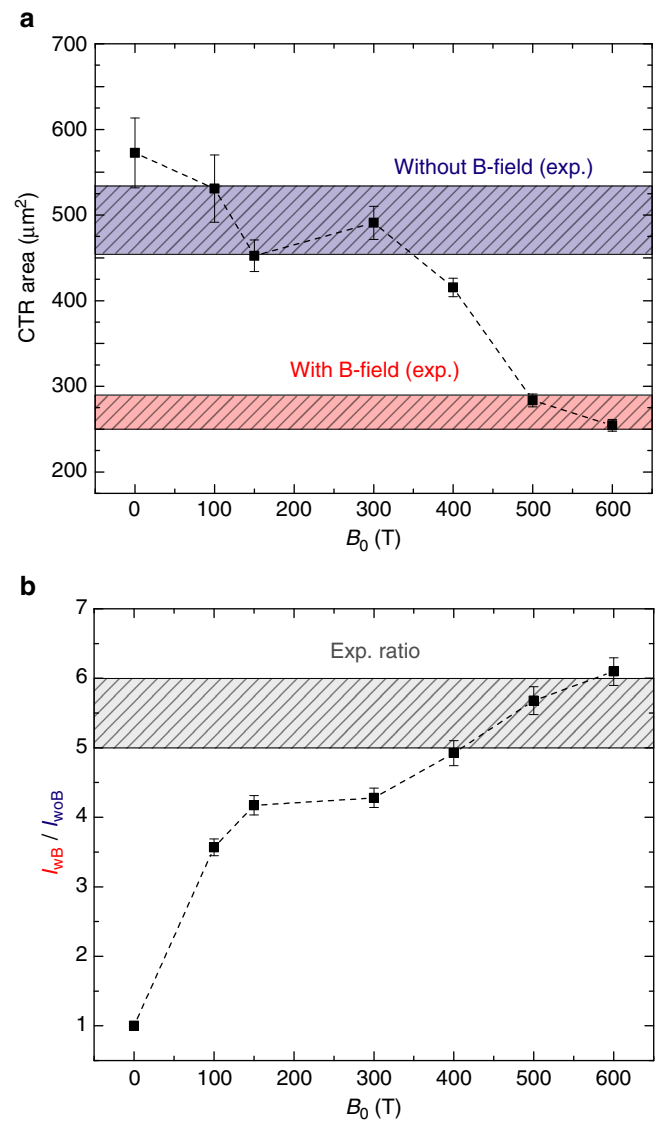 a
700
600
500
400
300
200
CTR area (μm²)
Without B-field (exp.)
With B-field (exp.)
0 100 200 300 400 500 600
B₀ (T)
b
7
6
5
4
3
2
1
I_wB / I_woB
Exp. ratio
0 100 200 300 400 500 600
B₀ (T)